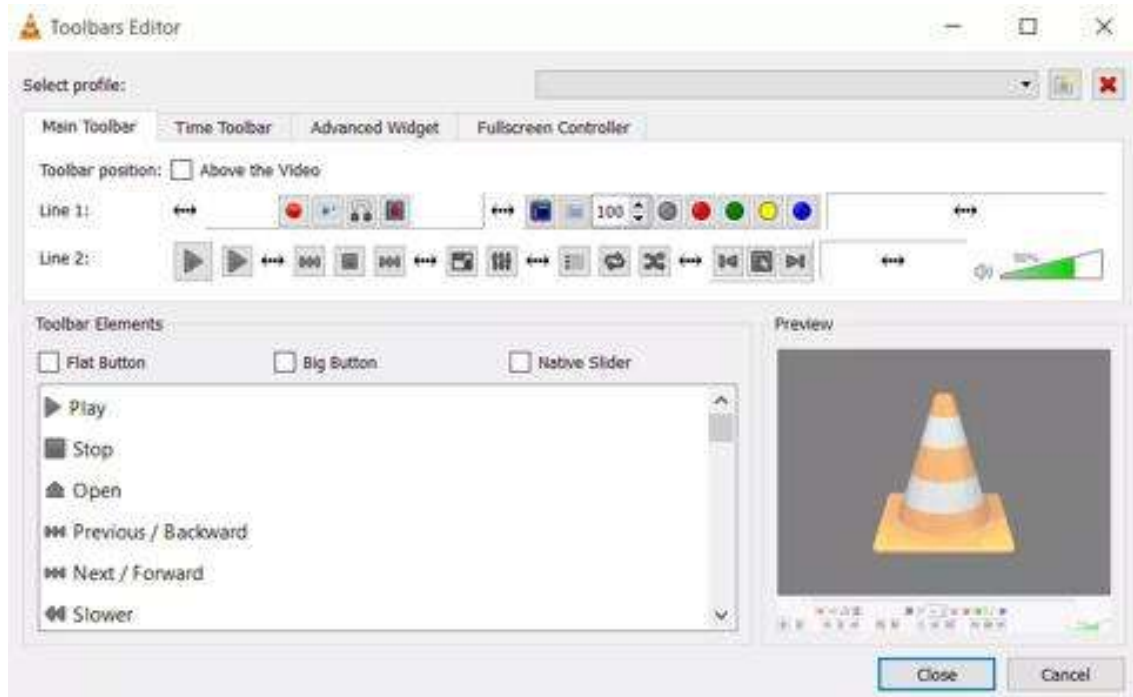 Toolbars Editor
Select profile:
Main Toolbar Time Toolbar Advanced Widget Fullscreen Controller
Toolbar position: Above the Video
Line 1: 100
Line 2:
Toolbar Elements Preview
Flat Button Big Button Native Slider
Play
Stop
Open
Previous / Backward
Next / Forward
Slower
Close Cancel